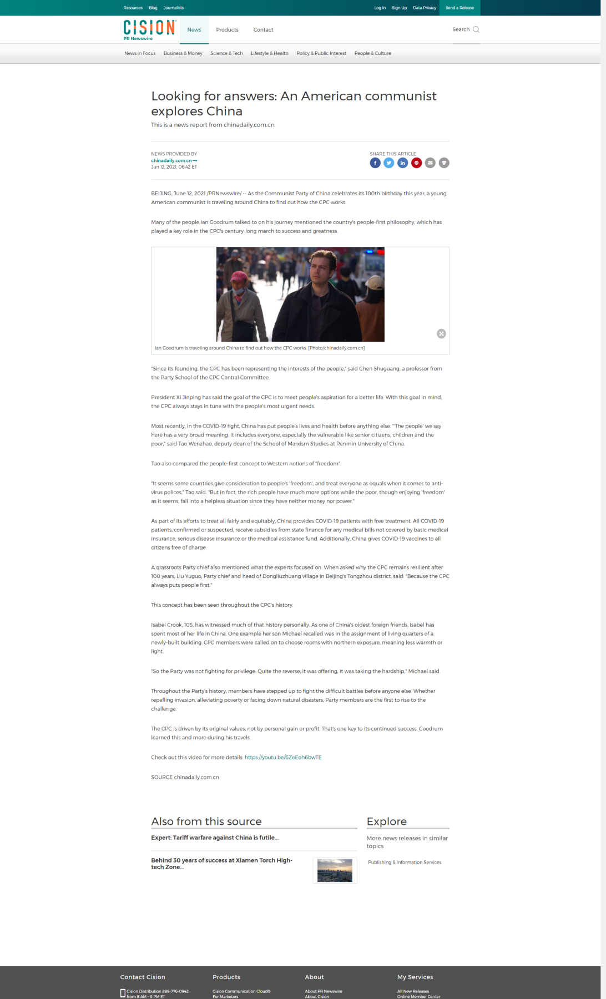 Resources Blog Journalists
Log In Sign Up Data Privacy Send a Release
CISION
PR Newswire
News Products Contact
Search
News in Focus Business & Money Science & Tech Lifestyle & Health Policy & Public Interest People & Culture
Looking for answers: An American communist
explores China
This is a news report from chinadaily.com.cn.
NEWS PROVIDED BY
chinadaily.com.cn →
Jun 12, 2021, 06:42 ET
SHARE THIS ARTICLE
BEIJING, June 12, 2021 /PRNewswire/ -- As the Communist Party of China celebrates its 100th birthday this year, a young
American communist is traveling around China to find out how the CPC works.
Many of the people Ian Goodrum talked to on his journey mentioned the country's people-first philosophy, which has
played a key role in the CPC's century-long march to success and greatness.
Ian Goodrum is traveling around China to find out how the CPC works. [Photo/chinadaily.com.cn]
"Since its founding, the CPC has been representing the interests of the people," said Chen Shuguang, a professor from
the Party School of the CPC Central Committee.
President Xi Jinping has said the goal of the CPC is to meet people's aspiration for a better life. With this goal in mind,
the CPC always stays in tune with the people's most urgent needs.
Most recently, in the COVID-19 fight, China has put people's lives and health before anything else. "'The people' we say
here has a very broad meaning. It includes everyone, especially the vulnerable like senior citizens, children and the
poor," said Tao Wenzhao, deputy dean of the School of Marxism Studies at Renmin University of China.
Tao also compared the people-first concept to Western notions of "freedom".
"It seems some countries give consideration to people's 'freedom', and treat everyone as equals when it comes to anti-
virus polices," Tao said. "But in fact, the rich people have much more options while the poor, though enjoying 'freedom'
as it seems, fall into a helpless situation since they have neither money nor power."
As part of its efforts to treat all fairly and equitably, China provides COVID-19 patients with free treatment. All COVID-19
patients, confirmed or suspected, receive subsidies from state finance for any medical bills not covered by basic medical
insurance, serious disease insurance or the medical assistance fund. Additionally, China gives COVID-19 vaccines to all
citizens free of charge.
A grassroots Party chief also mentioned what the experts focused on. When asked why the CPC remains resilient after
100 years, Liu Yuguo, Party chief and head of Dongliuzhuang village in Beijing's Tongzhou district, said: "Because the CPC
always puts people first."
This concept has been seen throughout the CPC's history.
Isabel Crook, 105, has witnessed much of that history personally. As one of China's oldest foreign friends, Isabel has
spent most of her life in China. One example her son Michael recalled was in the assignment of living quarters of a
newly-built building. CPC members were called on to choose rooms with northern exposure, meaning less warmth or
light.
"So the Party was not fighting for privilege. Quite the reverse, it was offering, it was taking the hardship," Michael said.
Throughout the Party's history, members have stepped up to fight the difficult battles before anyone else. Whether
repelling invasion, alleviating poverty or facing down natural disasters, Party members are the first to rise to the
challenge.
The CPC is driven by its original values, not by personal gain or profit. That's one key to its continued success. Goodrum
learned this and more during his travels.
Check out this video for more details: https://youtu.be/6ZeEoh6bwTE
SOURCE chinadaily.com.cn
Also from this source
Expert: Tariff warfare against China is futile...
Behind 30 years of success at Xiamen Torch High-
tech Zone...
Explore
More news releases in similar
topics
Publishing & Information Services
Contact Cision Products About My Services
Cision Distribution 888-776-0942 Cision Communication Cloud® About PR Newswire All New Releases
from 8 AM - 9 PM ET For Marketers About Cision Online Member Center